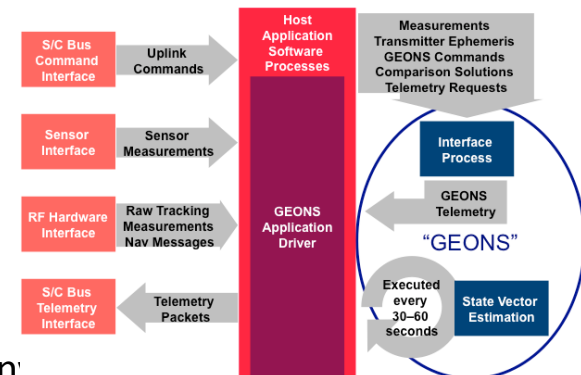 S/C Bus
Command
Interface
Uplink
Commands
Host
Application
Software
Processes
Measurements
Transmitter Ephemeris
GEONS Commands
Comparison Solutions
Telemetry Requests
Sensor
Interface
Sensor
Measurements
Interface
Process
RF Hardware
Interface
Raw Tracking
Measurements
Nav Messages
GEONS
Application
Driver
GEONS
Telemetry
“GEONS”
S/C Bus
Telemetry
Interface
Telemetry
Packets
Executed
every
30–60
seconds
State Vector
Estimation